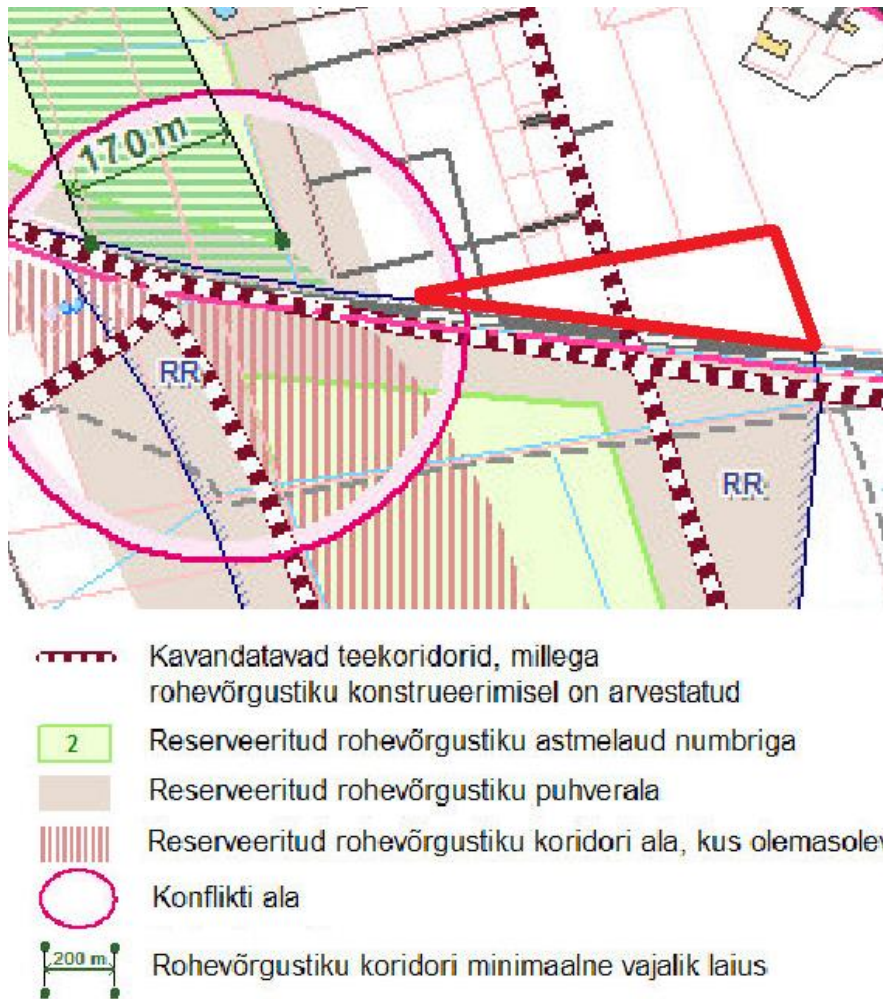 170 m
RR
RR
Kavandatavad teekoridorid, millega
rohevõrgustiku konstrueerimisel on arvestatud
2
Reserveeritud rohevõrgustiku astmelaud numbriga
Reserveeritud rohevõrgustiku puhverala
Reserveeritud rohevõrgustiku koridori ala, kus olemasolev
Konflikti ala
200 m
Rohevõrgustiku koridori minimaalne vajalik laius